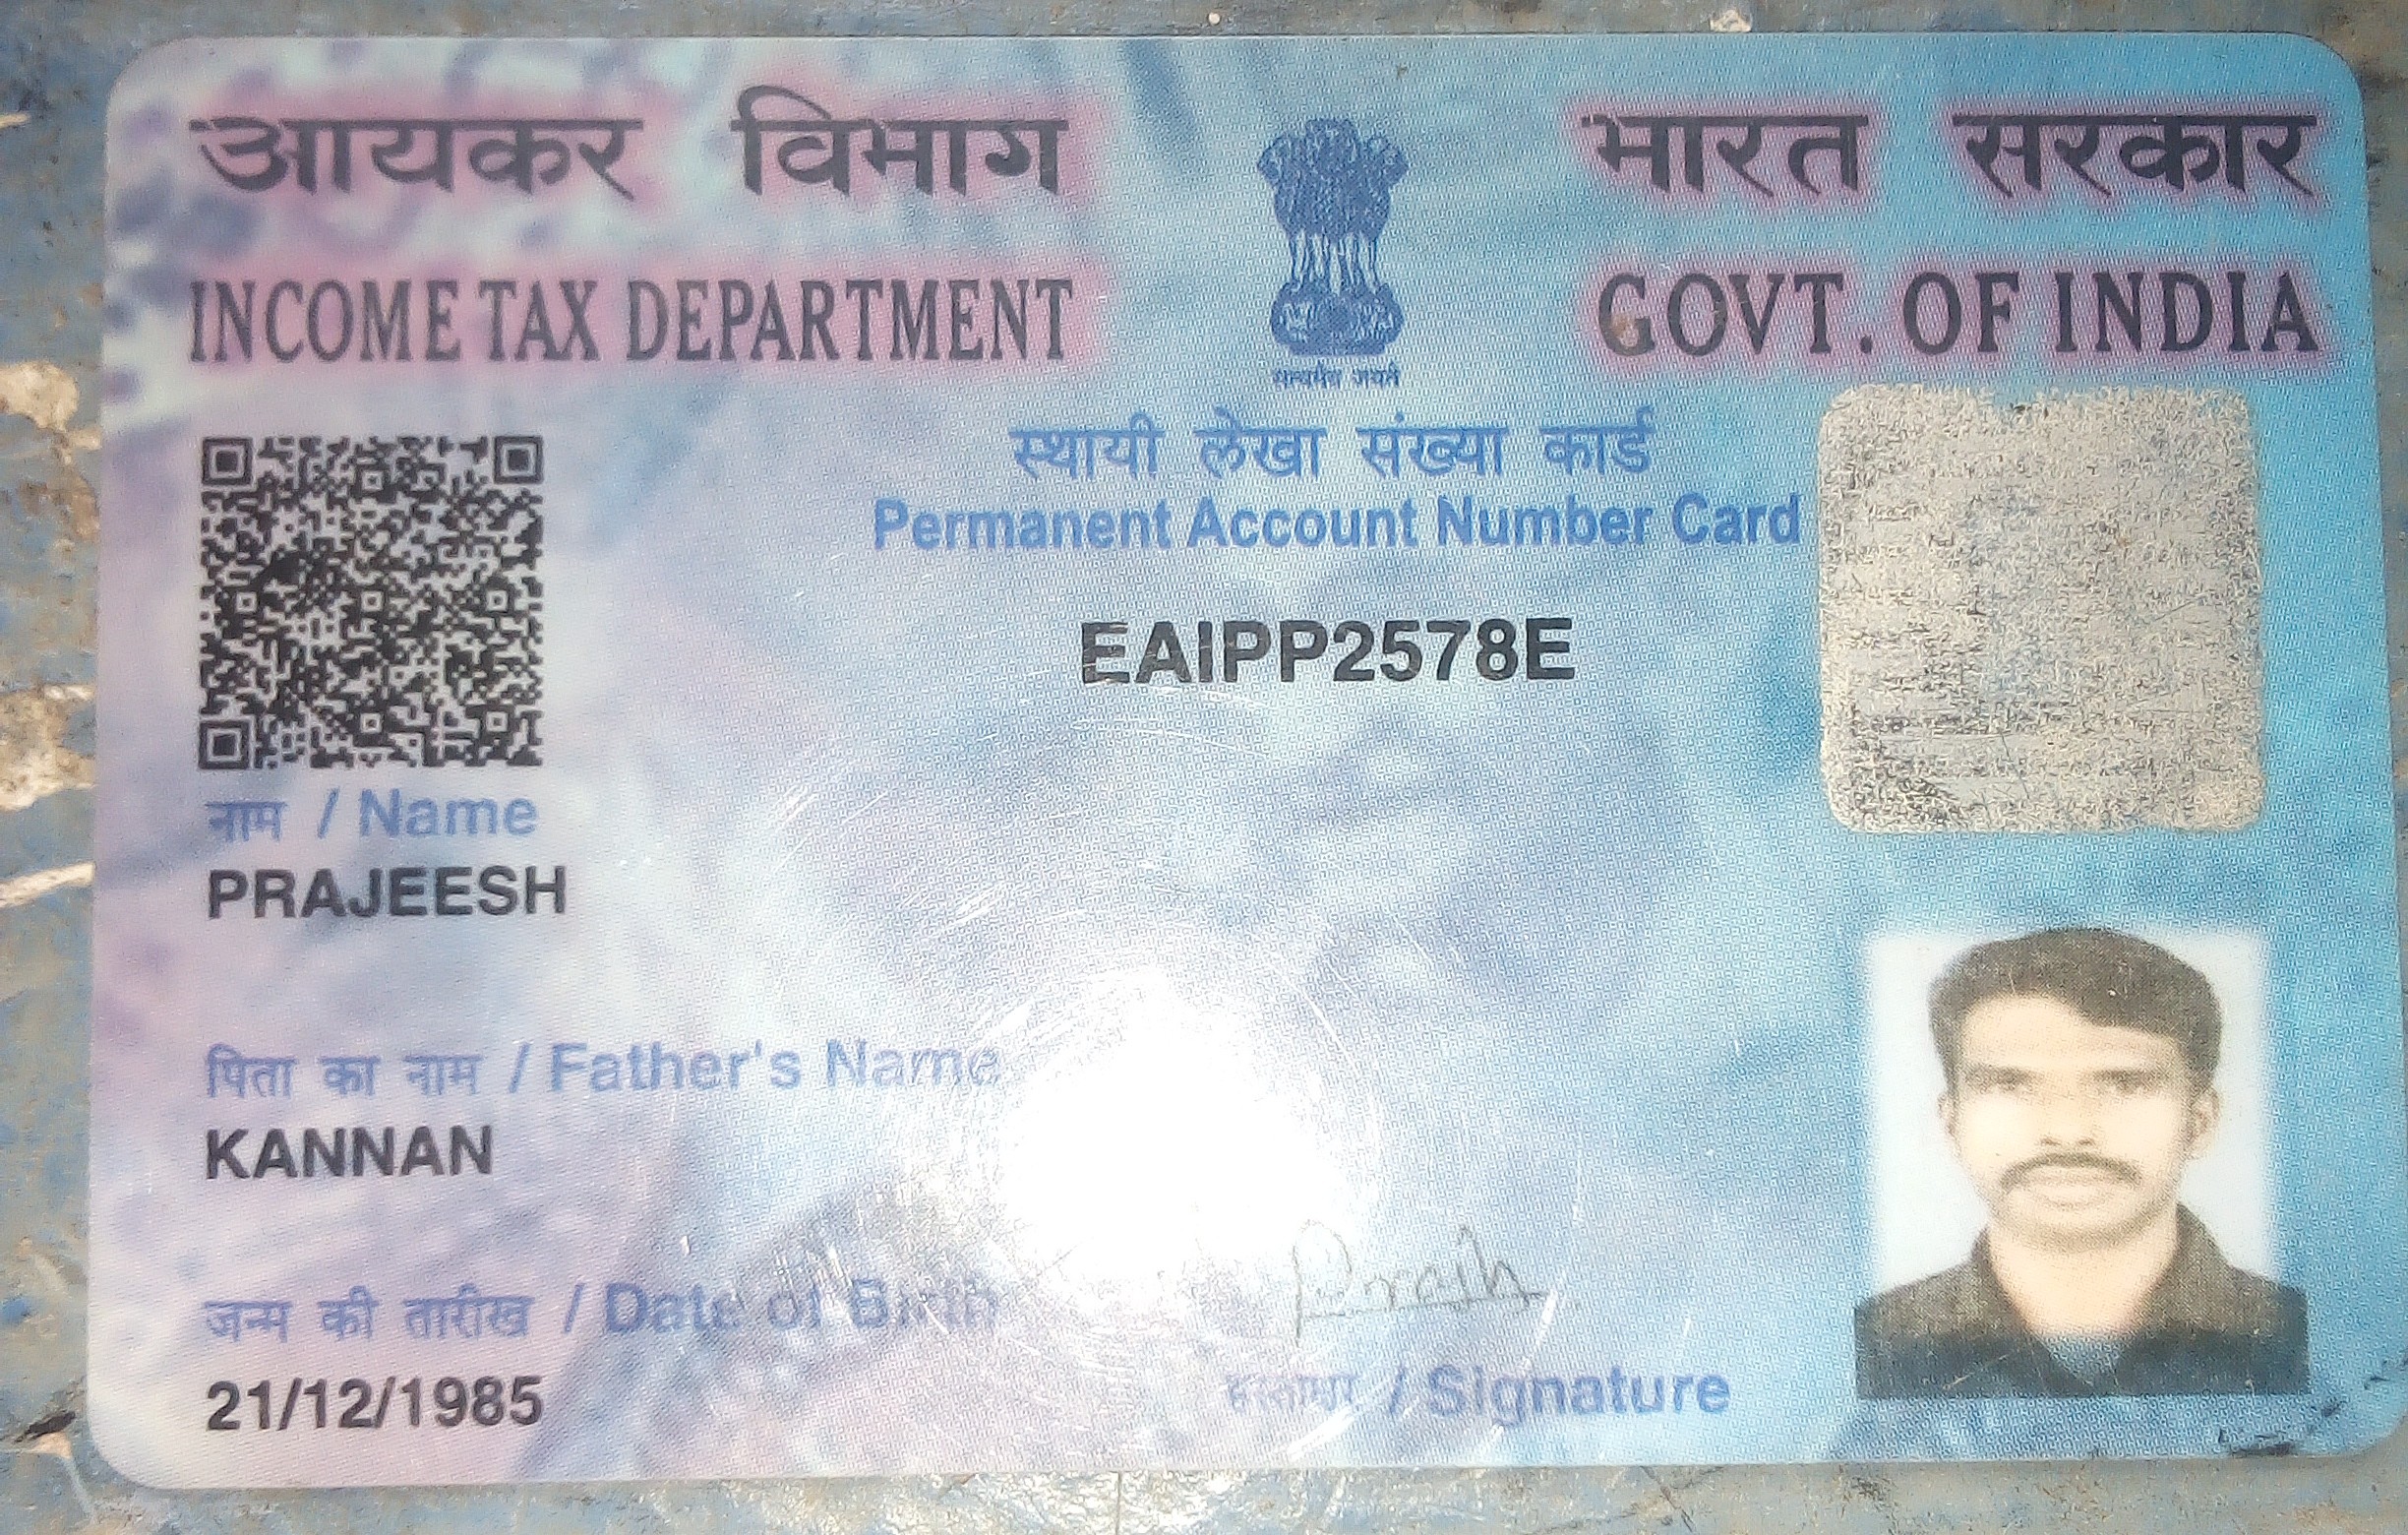 आयकर विभाग
INCOME TAX DEPARTMENT
भारत सरकार
GOVT. OF INDIA
सत्यमेव जयते
स्थायी लेखा संख्या कार्ड
Permanent Account Number Card
EAIPP2578E
नाम / Name
PRAJEESH
पिता का नाम / Father's Name
KANNAN
जन्म की तारीख / Date of Birth
21/12/1985
हस्ताक्षर / Signature